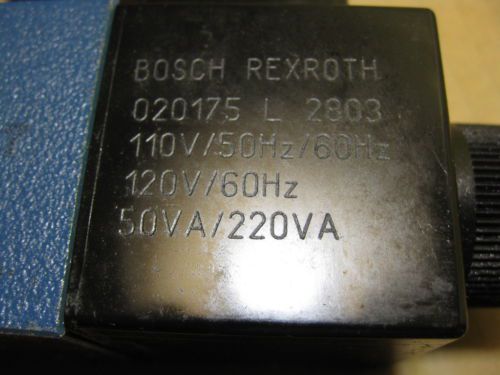 BOSCH REXROTH
020175 L 2803
110V/50Hz/60Hz
120V/60Hz
50VA/220VA